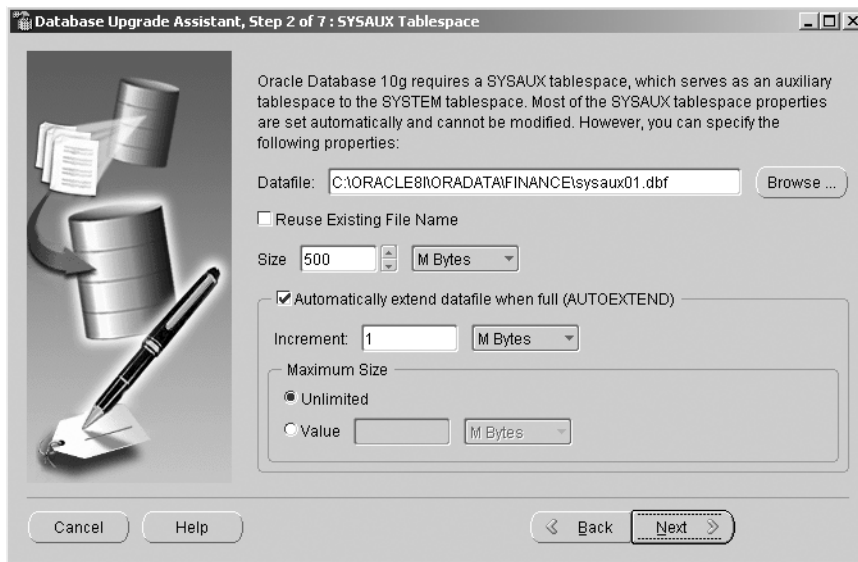 Database Upgrade Assistant, Step 2 of 7 : SYSAUX Tablespace
Oracle Database 10g requires a SYSAUX tablespace, which serves as an auxiliary
tablespace to the SYSTEM tablespace. Most of the SYSAUX tablespace properties
are set automatically and cannot be modified. However, you can specify the
following properties:
Datafile: C:\ORACLE8I\ORADATA\FINANCE\sysaux01.dbf Browse ...
Reuse Existing File Name
Size 500 M Bytes
Automatically extend datafile when full (AUTOEXTEND)
Increment: 1 M Bytes
Maximum Size
Unlimited
Value M Bytes
Cancel Help Back Next